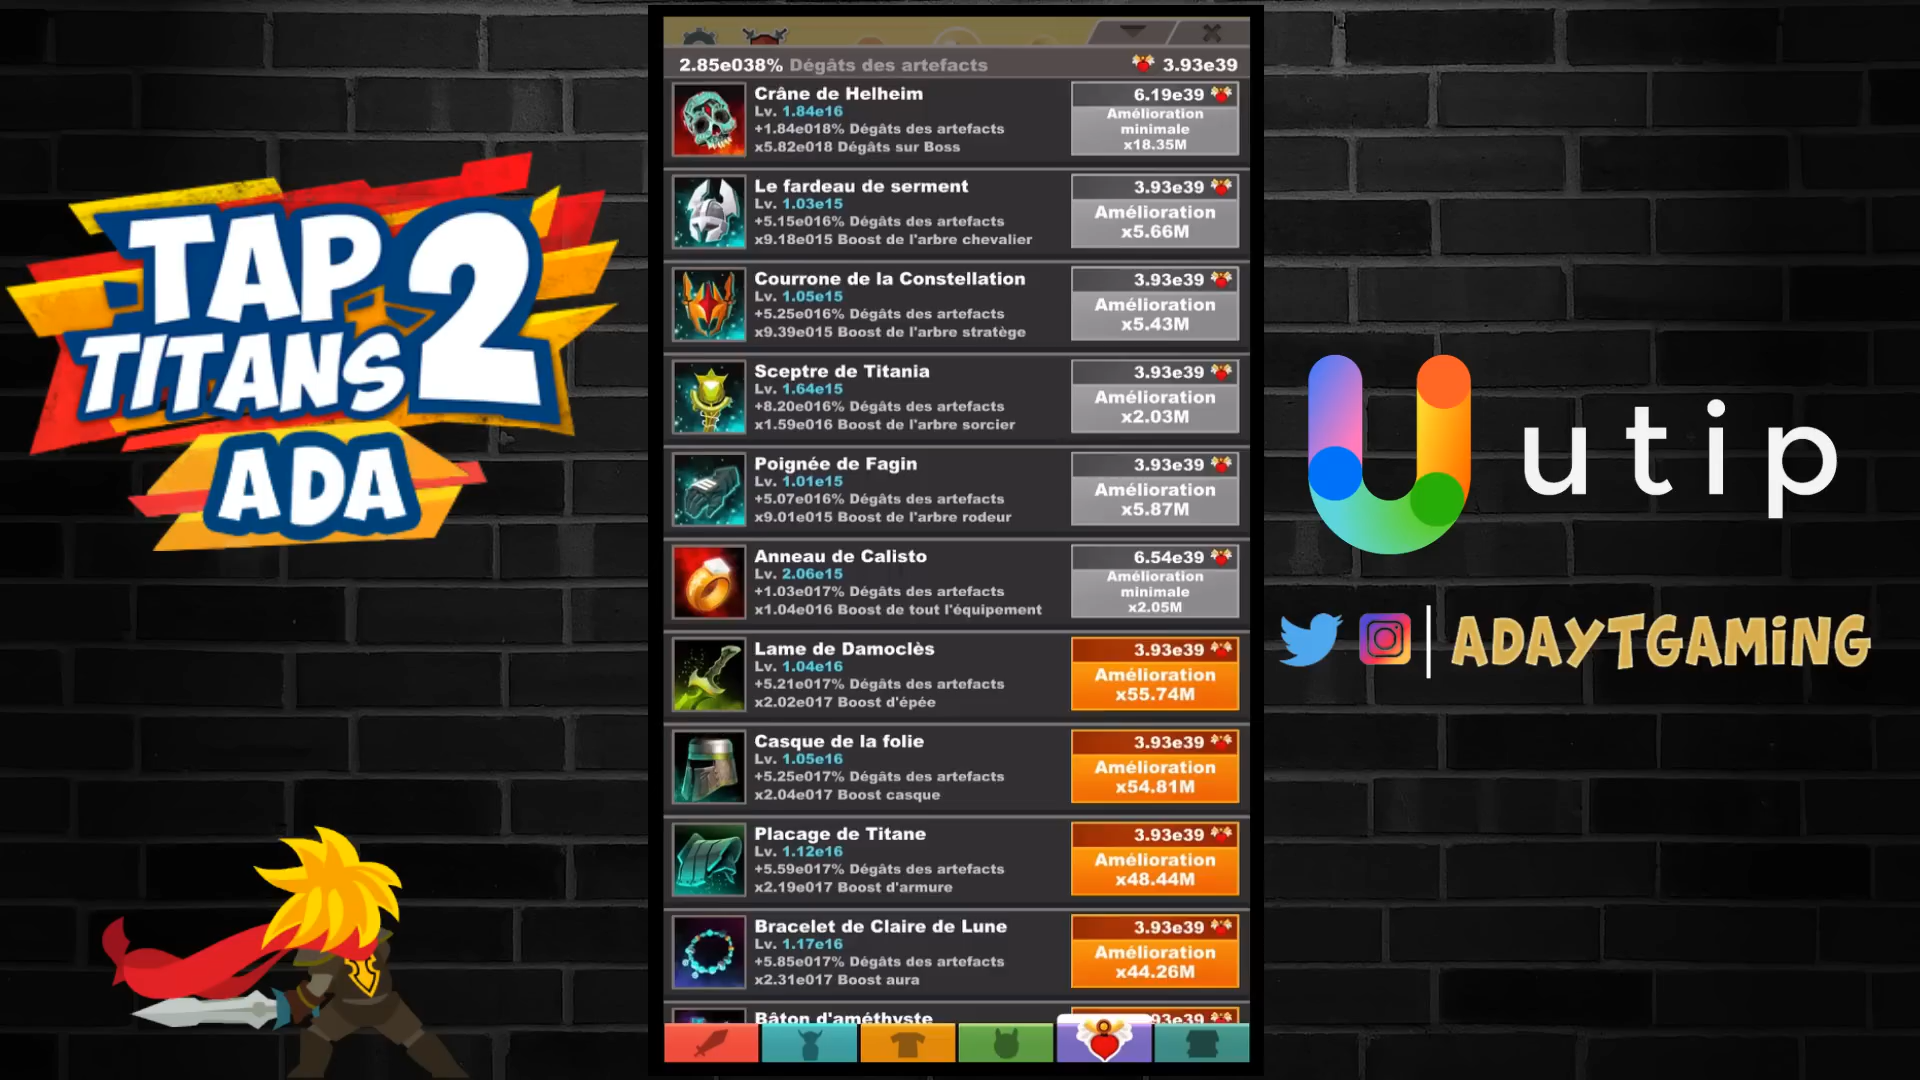 TAP
TITANS 2
ADA
2.85e038% Dégâts des artefacts
3.93e39
Crâne de Helheim
Lv. 1.84e16
+1.84e018% Dégâts des artefacts
x5.82e018 Dégâts sur Boss
6.19e39
Amélioration
minimale
x18.35M
Le fardeau de serment
Lv. 1.03e15
+5.15e016% Dégâts des artefacts
x9.18e015 Boost de l'arbre chevalier
3.93e39
Amélioration
x5.66M
Courrone de la Constellation
Lv. 1.05e15
+5.25e016% Dégâts des artefacts
x9.39e015 Boost de l'arbre stratège
3.93e39
Amélioration
x5.43M
Sceptre de Titania
Lv. 1.64e15
+8.20e016% Dégâts des artefacts
x1.59e016 Boost de l'arbre sorcier
3.93e39
Amélioration
x2.03M
Poignée de Fagin
Lv. 1.01e15
+5.07e016% Dégâts des artefacts
x9.01e015 Boost de l'arbre rodeur
3.93e39
Amélioration
x5.87M
Anneau de Calisto
Lv. 2.06e15
+1.03e017% Dégâts des artefacts
x1.04e016 Boost de tout l'équipement
6.54e39
Amélioration
minimale
x2.05M
Lame de Damoclès
Lv. 1.04e16
+5.21e017% Dégâts des artefacts
x2.02e017 Boost d'épée
3.93e39
Amélioration
x55.74M
Casque de la folie
Lv. 1.05e16
+5.25e017% Dégâts des artefacts
x2.04e017 Boost casque
3.93e39
Amélioration
x54.81M
Placage de Titane
Lv. 1.12e16
+5.59e017% Dégâts des artefacts
x2.19e017 Boost d'armure
3.93e39
Amélioration
x48.44M
Bracelet de Claire de Lune
Lv. 1.17e16
+5.85e017% Dégâts des artefacts
x2.31e017 Boost aura
3.93e39
Amélioration
x44.26M
Bâton d'améthyste
93e39
utip
ADAYTGAMiNG